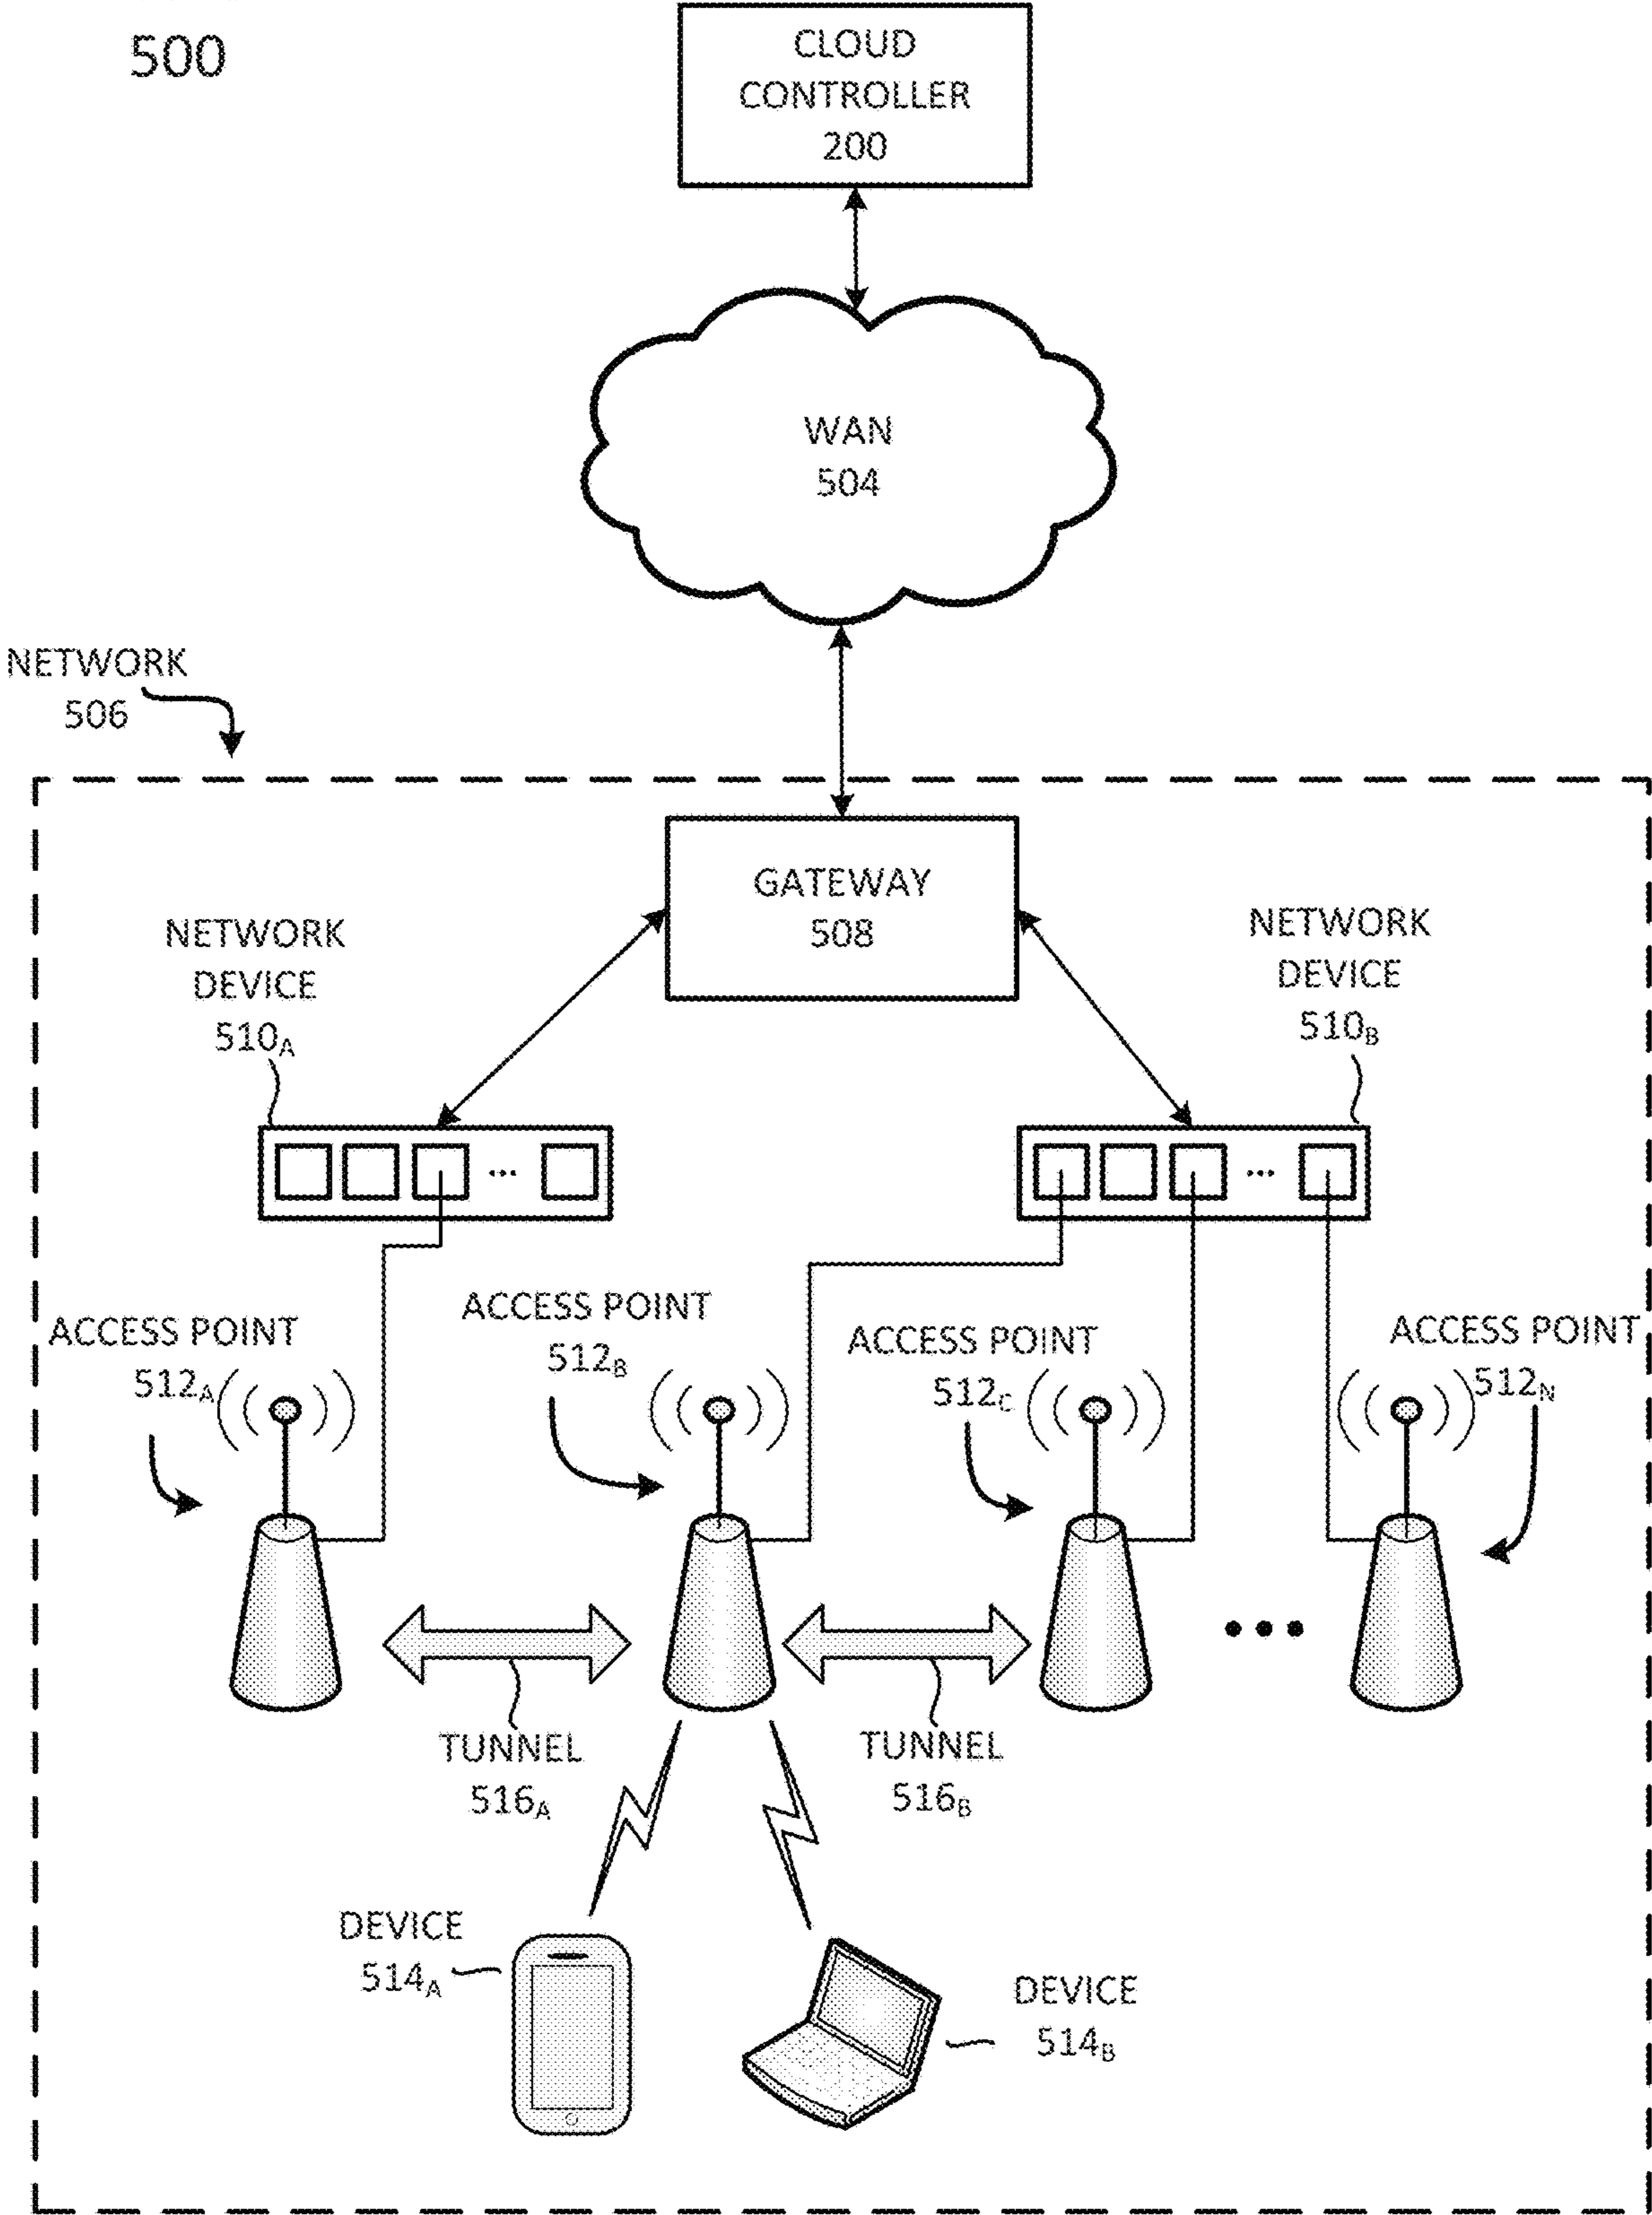 500
CLOUD
CONTROLLER
200
WAN
504
NETWORK
506
GATEWAY
508
NETWORK
DEVICE
510A
NETWORK
DEVICE
510B
ACCESS POINT
512A
ACCESS POINT
512B
ACCESS POINT
512C
ACCESS POINT
512N
TUNNEL
516A
TUNNEL
516B
DEVICE
514A
DEVICE
514B